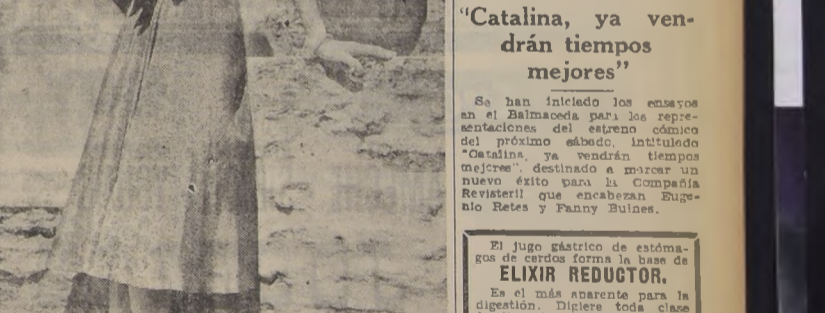 "Catalina, ya ven-
drán tiempos
mejores"
Se han iniciado los ensayos
en el Balmaceda para las repre-
sentaciones del estreno cómico
del próximo sábado, intitulado
"Catalina, ya vendrán tiempos
mejores", destinado a marcar un
nuevo éxito para la Compañía
Revisteril que encabezan Euge-
nio Retes y Fanny Bulnes.
El jugo gástrico de estóma-
gos de cerdos forma la base de
ELIXIR REDUCTOR.
Es el más aparente para la
digestión. Digiere toda clase